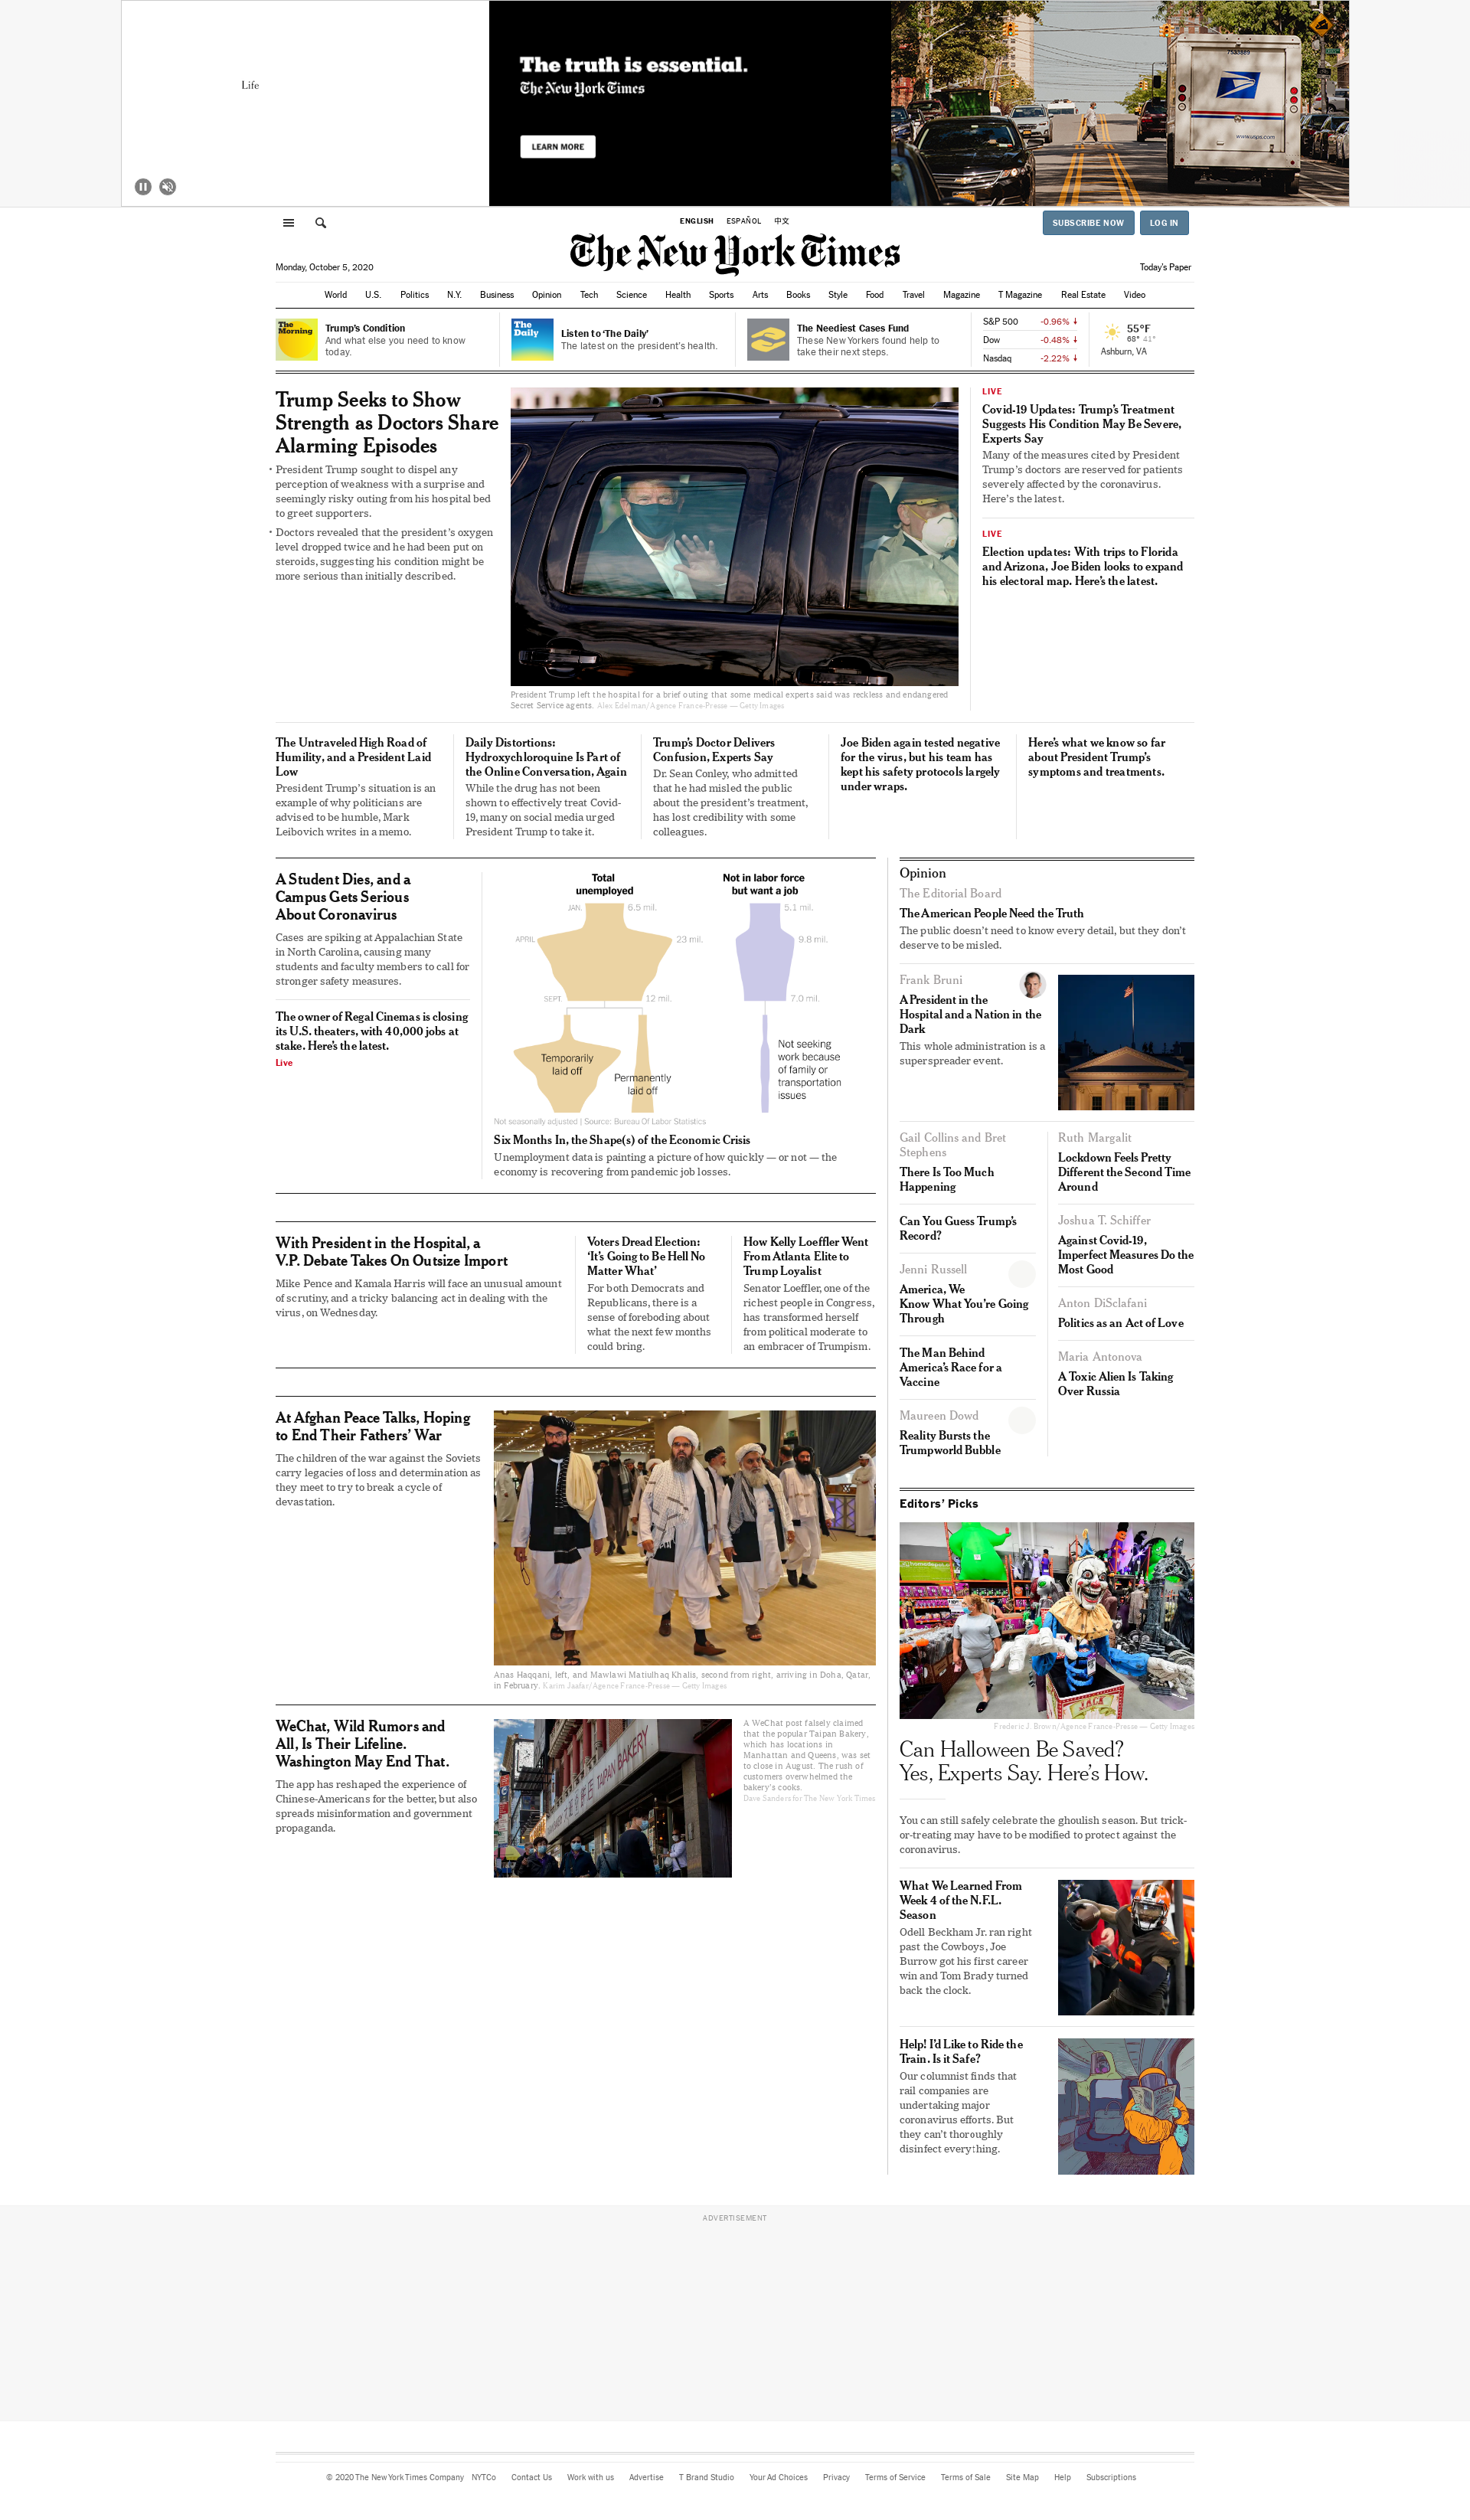 Life
The truth is essential.
The New York Times
LEARN MORE
ENGLISH ESPAÑOL 中文
SUBSCRIBE NOW LOG IN
The New York Times
Monday, October 5, 2020
Today's Paper
World U.S. Politics N.Y. Business Opinion Tech Science Health Sports Arts Books Style Food Travel Magazine T Magazine Real Estate Video
The Morning
Trump's Condition
And what else you need to know
today.
The Daily
Listen to ‘The Daily’
The latest on the president's health.
The Neediest Cases Fund
These New Yorkers found help to
take their next steps.
S&P 500 -0.96% ↓
Dow -0.48% ↓
Nasdaq -2.22% ↓
55°F
68° 41°
Ashburn, VA
Trump Seeks to Show
Strength as Doctors Share
Alarming Episodes
• President Trump sought to dispel any
perception of weakness with a surprise and
seemingly risky outing from his hospital bed
to greet supporters.
• Doctors revealed that the president’s oxygen
level dropped twice and he had been put on
steroids, suggesting his condition might be
more serious than initially described.
President Trump left the hospital for a brief outing that some medical experts said was reckless and endangered
Secret Service agents. Alex Edelman/Agence France-Presse — Getty Images
LIVE
Covid-19 Updates: Trump’s Treatment
Suggests His Condition May Be Severe,
Experts Say
Many of the measures cited by President
Trump’s doctors are reserved for patients
severely affected by the coronavirus.
Here’s the latest.
LIVE
Election updates: With trips to Florida
and Arizona, Joe Biden looks to expand
his electoral map. Here’s the latest.
The Untraveled High Road of
Humility, and a President Laid
Low
President Trump’s situation is an
example of why politicians are
advised to be humble, Mark
Leibovich writes in a memo.
Daily Distortions:
Hydroxychloroquine Is Part of
the Online Conversation, Again
While the drug has not been
shown to effectively treat Covid-
19, many on social media urged
President Trump to take it.
Trump’s Doctor Delivers
Confusion, Experts Say
Dr. Sean Conley, who admitted
that he had misled the public
about the president’s treatment,
has lost credibility with some
colleagues.
Joe Biden again tested negative
for the virus, but his team has
kept his safety protocols largely
under wraps.
Here’s what we know so far
about President Trump’s
symptoms and treatments.
A Student Dies, and a
Campus Gets Serious
About Coronavirus
Cases are spiking at Appalachian State
in North Carolina, causing many
students and faculty members to call for
stronger safety measures.
The owner of Regal Cinemas is closing
its U.S. theaters, with 40,000 jobs at
stake. Here’s the latest.
Live
Total
unemployed
Not in labor force
but want a job
JAN. 6.5 mil. 5.1 mil.
APRIL 23 mil. 9.8 mil.
SEPT. 12 mil. 7.0 mil.
Temporarily
laid off
Permanently
laid off
Not seeking
work because
of family or
transportation
issues
Not seasonally adjusted | Source: Bureau Of Labor Statistics
Six Months In, the Shape(s) of the Economic Crisis
Unemployment data is painting a picture of how quickly — or not — the
economy is recovering from pandemic job losses.
With President in the Hospital, a
V.P. Debate Takes On Outsize Import
Mike Pence and Kamala Harris will face an unusual amount
of scrutiny, and a tricky balancing act in dealing with the
virus, on Wednesday.
Voters Dread Election:
‘It’s Going to Be Hell No
Matter What’
For both Democrats and
Republicans, there is a
sense of foreboding about
what the next few months
could bring.
How Kelly Loeffler Went
From Atlanta Elite to
Trump Loyalist
Senator Loeffler, one of the
richest people in Congress,
has transformed herself
from political moderate to
an embracer of Trumpism.
At Afghan Peace Talks, Hoping
to End Their Fathers’ War
The children of the war against the Soviets
carry legacies of loss and determination as
they meet to try to break a cycle of
devastation.
Anas Haqqani, left, and Mawlawi Matiulhaq Khalis, second from right, arriving in Doha, Qatar,
in February. Karim Jaafar/Agence France-Presse — Getty Images
WeChat, Wild Rumors and
All, Is Their Lifeline.
Washington May End That.
The app has reshaped the experience of
Chinese-Americans for the better, but also
spreads misinformation and government
propaganda.
TAIPAN BAKERY
A WeChat post falsely claimed
that the popular Taipan Bakery,
which has locations in
Manhattan and Queens, was set
to close in August. The rush of
customers overwhelmed the
bakery’s cooks.
Dave Sanders for The New York Times
Opinion
The Editorial Board
The American People Need the Truth
The public doesn’t need to know every detail, but they don’t
deserve to be misled.
Frank Bruni
A President in the
Hospital and a Nation in the
Dark
This whole administration is a
superspreader event.
Gail Collins and Bret
Stephens
There Is Too Much
Happening
Can You Guess Trump’s
Record?
Jenni Russell
America, We
Know What You’re Going
Through
The Man Behind
America’s Race for a
Vaccine
Maureen Dowd
Reality Bursts the
Trumpworld Bubble
Ruth Margalit
Lockdown Feels Pretty
Different the Second Time
Around
Joshua T. Schiffer
Against Covid-19,
Imperfect Measures Do the
Most Good
Anton DiSclafani
Politics as an Act of Love
Maria Antonova
A Toxic Alien Is Taking
Over Russia
Editors’ Picks
JACK
Frederic J. Brown/Agence France-Presse — Getty Images
Can Halloween Be Saved?
Yes, Experts Say. Here’s How.
You can still safely celebrate the ghoulish season. But trick-
or-treating may have to be modified to protect against the
coronavirus.
What We Learned From
Week 4 of the N.F.L.
Season
Odell Beckham Jr. ran right
past the Cowboys, Joe
Burrow got his first career
win and Tom Brady turned
back the clock.
Help! I’d Like to Ride the
Train. Is it Safe?
Our columnist finds that
rail companies are
undertaking major
coronavirus efforts. But
they can’t thoroughly
disinfect everything.
ADVERTISEMENT
© 2020 The New York Times Company NYTCo Contact Us Work with us Advertise T Brand Studio Your Ad Choices Privacy Terms of Service Terms of Sale Site Map Help Subscriptions